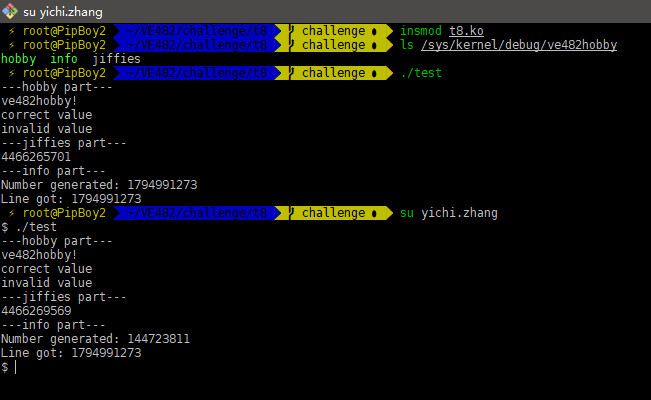 su yichi.zhang
⚡ root@PipBoy2 ~/VE482/challenge/t8 challenge ● insmod t8.ko
⚡ root@PipBoy2 ~/VE482/challenge/t8 challenge ● ls /sys/kernel/debug/ve482hobby
hobby info jiffies
⚡ root@PipBoy2 ~/VE482/challenge/t8 challenge ● ./test
---hobby part---
ve482hobby!
correct value
invalid value
---jiffies part---
4466265701
---info part---
Number generated: 1794991273
Line got: 1794991273
⚡ root@PipBoy2 ~/VE482/challenge/t8 challenge ● su yichi.zhang
$ ./test
---hobby part---
ve482hobby!
correct value
invalid value
---jiffies part---
4466269569
---info part---
Number generated: 144723811
Line got: 1794991273
$